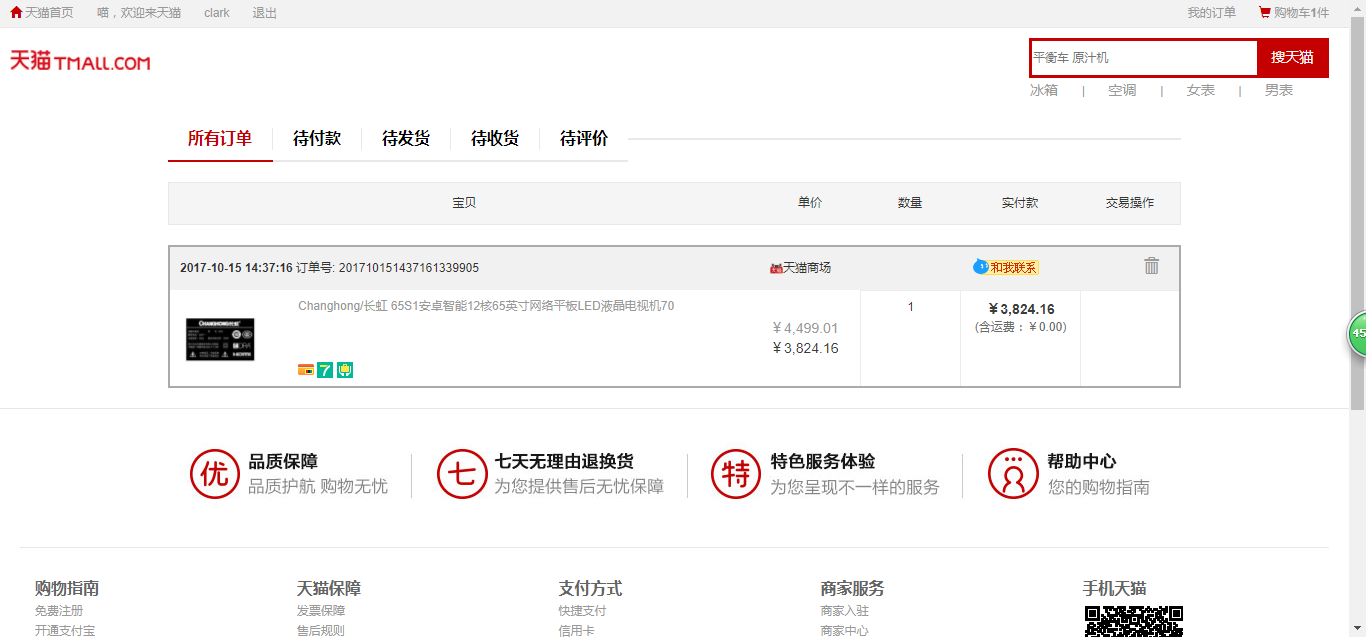 天猫首页 喵，欢迎来天猫 clark 退出 我的订单 购物车1件
天猫 TMALL.COM
平衡车 原汁机 搜天猫
冰箱 | 空调 | 女表 | 男表
所有订单 待付款 待发货 待收货 待评价
宝贝 单价 数量 实付款 交易操作
2017-10-15 14:37:16 订单号: 201710151437161339905 天猫商场 和我联系
Changhong/长虹 65S1安卓智能12核65英寸网络平板LED液晶电视机70
CHANGHONG长虹
7
￥4,499.01
￥3,824.16
1
￥3,824.16
(含运费：￥0.00)
45
优 品质保障
品质护航 购物无忧
七 七天无理由退换货
为您提供售后无忧保障
特 特色服务体验
为您呈现不一样的服务
帮助中心
您的购物指南
购物指南
免费注册
开通支付宝
天猫保障
发票保障
售后规则
支付方式
快捷支付
信用卡
商家服务
商家入驻
商家中心
手机天猫